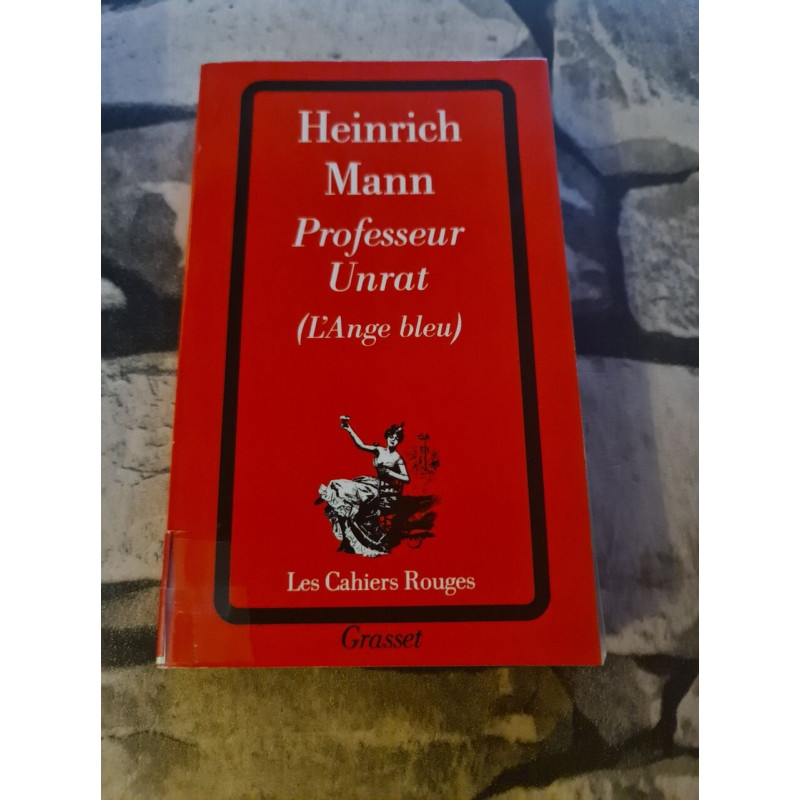 Heinrich
Mann
Professeur
Unrat
(L'Ange bleu)
Les Cahiers Rouges
Grasset